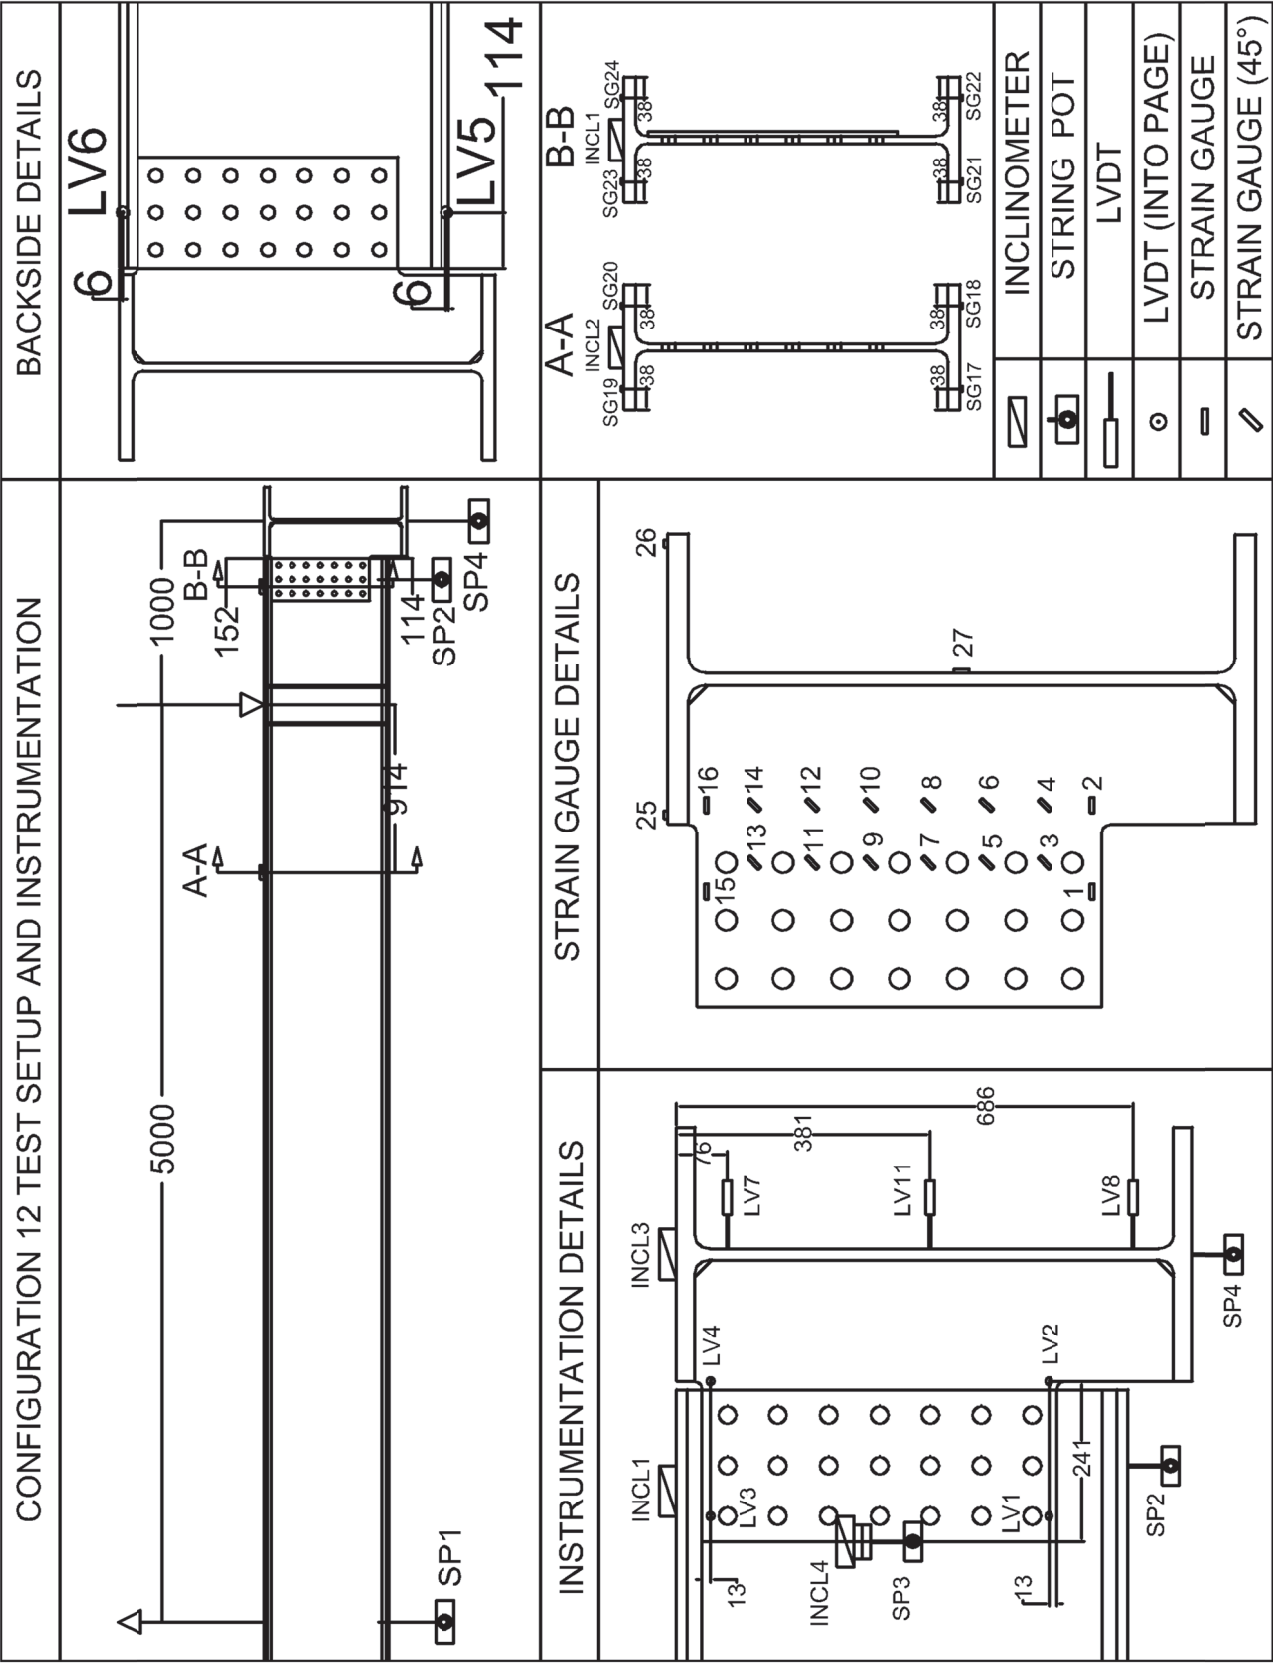 CONFIGURATION 12 TEST SETUP AND INSTRUMENTATION
5000
1000
A-A
B-B
152
914
114
SP1
SP2
SP4
BACKSIDE DETAILS
LV6
6
6
LV5
114
INSTRUMENTATION DETAILS
INCL1
INCL3
76
381
686
LV4
LV3
LV7
LV11
LV8
LV1
LV2
INCL4
SP3
13
13
241
SP2
SP4
STRAIN GAUGE DETAILS
25
26
15
16
13
14
11
12
9
10
7
8
5
6
3
4
1
2
27
A-A
INCL2
SG19
SG20
38
38
38
38
SG17
SG18
B-B
INCL1
SG23
SG24
38
38
38
38
SG21
SG22
INCLINOMETER
STRING POT
LVDT
LVDT (INTO PAGE)
STRAIN GAUGE
STRAIN GAUGE (45°)